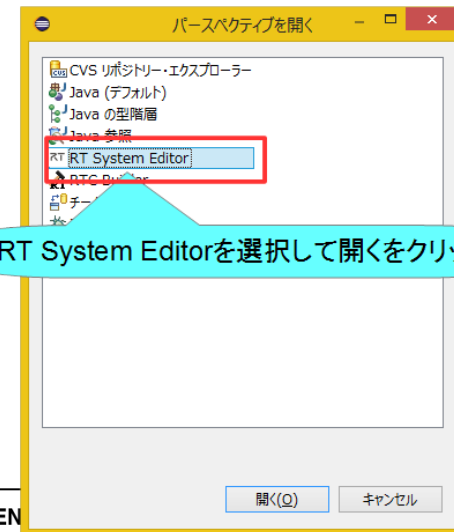 パースペクティブを開く
CVS リポジトリー・エクスプローラー
Java (デフォルト)
Java の型階層
Java 参照
RT System Editor
RTC Builder
RT System Editorを選択して開くをクリッ
開く(O)
キャンセル
EN